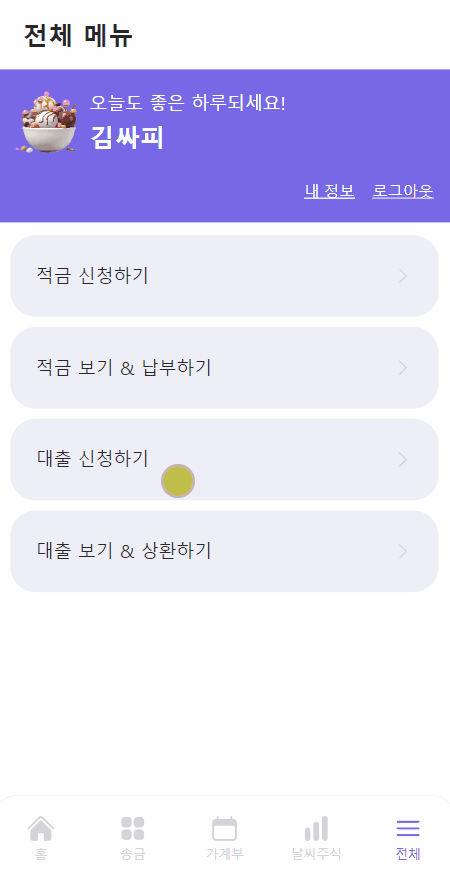 전체 메뉴
오늘도 좋은 하루되세요!
김싸피
내 정보 로그아웃
적금 신청하기
적금 보기 & 납부하기
대출 신청하기
대출 보기 & 상환하기
홈 송금 가계부 날씨주식 전체